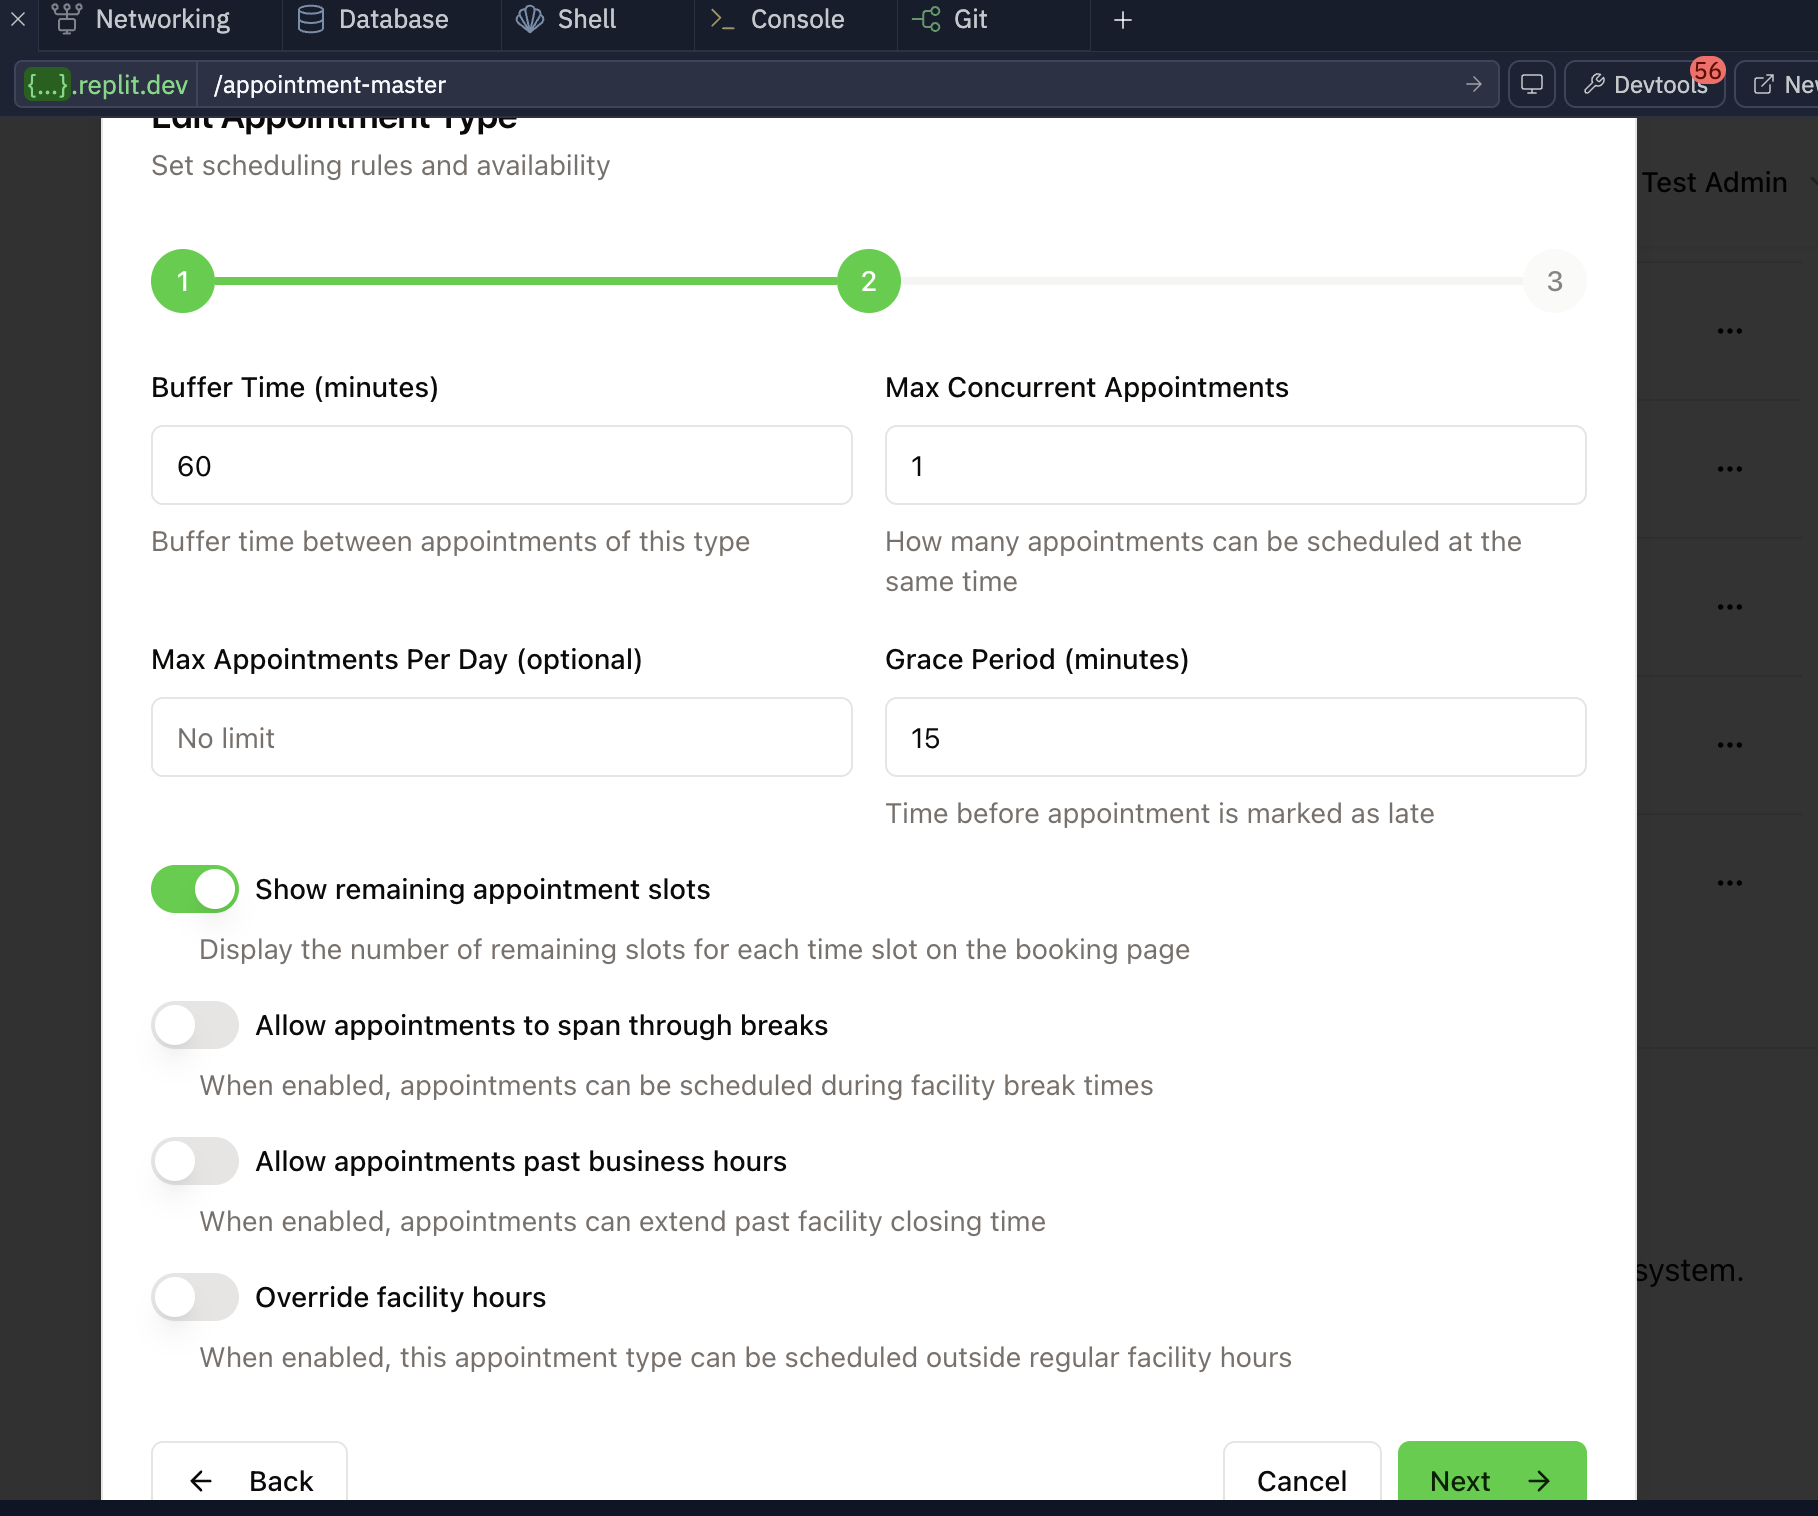 Networking
Database
Shell
Console
Git
{...}.replit.dev
/appointment-master
Devtools
56
Edit Appointment Type
Set scheduling rules and availability
Test Admin
1
2
3
Buffer Time (minutes)
Max Concurrent Appointments
60
1
Buffer time between appointments of this type
How many appointments can be scheduled at the
same time
Max Appointments Per Day (optional)
Grace Period (minutes)
No limit
15
Time before appointment is marked as late
Show remaining appointment slots
Display the number of remaining slots for each time slot on the booking page
Allow appointments to span through breaks
When enabled, appointments can be scheduled during facility break times
Allow appointments past business hours
When enabled, appointments can extend past facility closing time
system.
Override facility hours
When enabled, this appointment type can be scheduled outside regular facility hours
Back
Cancel
Next